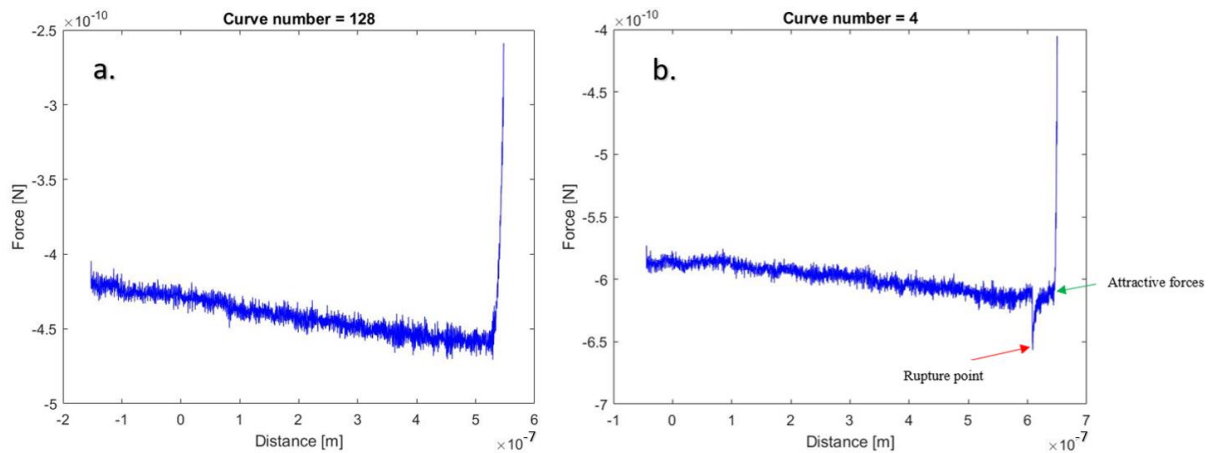 Curve number = 128
×10⁻¹⁰
a.
-2.5
-3
-3.5
-4
-4.5
-5
Force [N]
-2 -1 0 1 2 3 4 5 6
Distance [m]
×10⁻⁷
Curve number = 4
×10⁻¹⁰
b.
-4
-4.5
-5
-5.5
-6
-6.5
-7
Force [N]
Attractive forces
Rupture point
-1 0 1 2 3 4 5 6 7
Distance [m]
×10⁻⁷